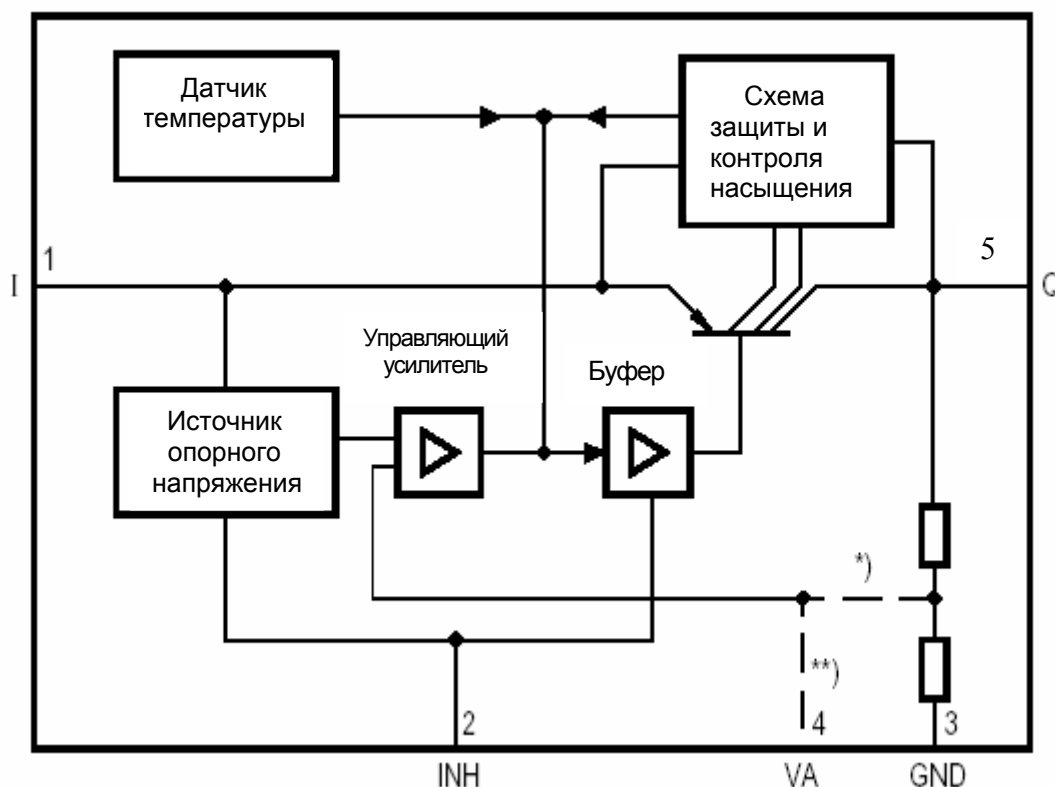 Датчик
температуры
Схема
защиты и
контроля
насыщения
1
5
I
Q
Управляющий
усилитель
Буфер
Источник
опорного
напряжения
*)
**)
2
4
3
INH
VA
GND